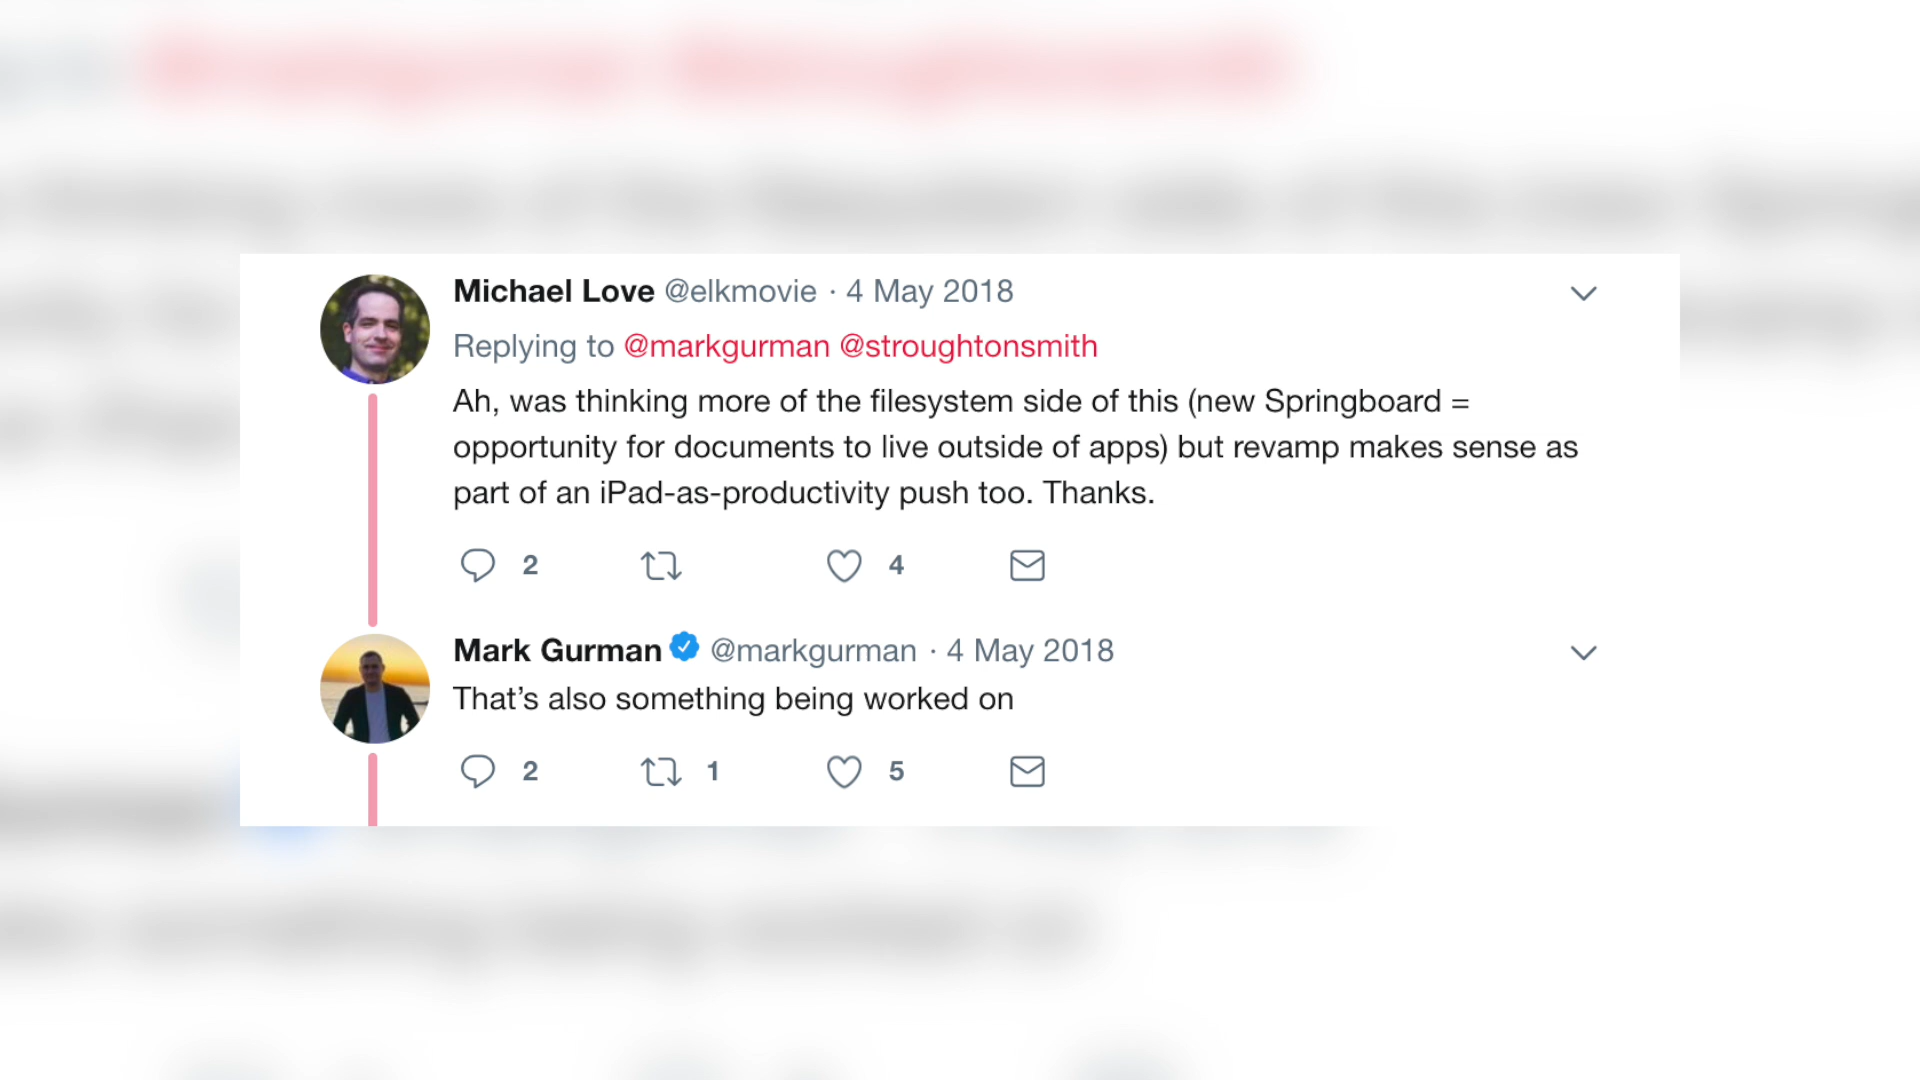 Michael Love @elkmovie · 4 May 2018
Replying to @markgurman @stroughtonsmith
Ah, was thinking more of the filesystem side of this (new Springboard =
opportunity for documents to live outside of apps) but revamp makes sense as
part of an iPad-as-productivity push too. Thanks.
2 4
Mark Gurman @markgurman · 4 May 2018
That’s also something being worked on
2 1 5